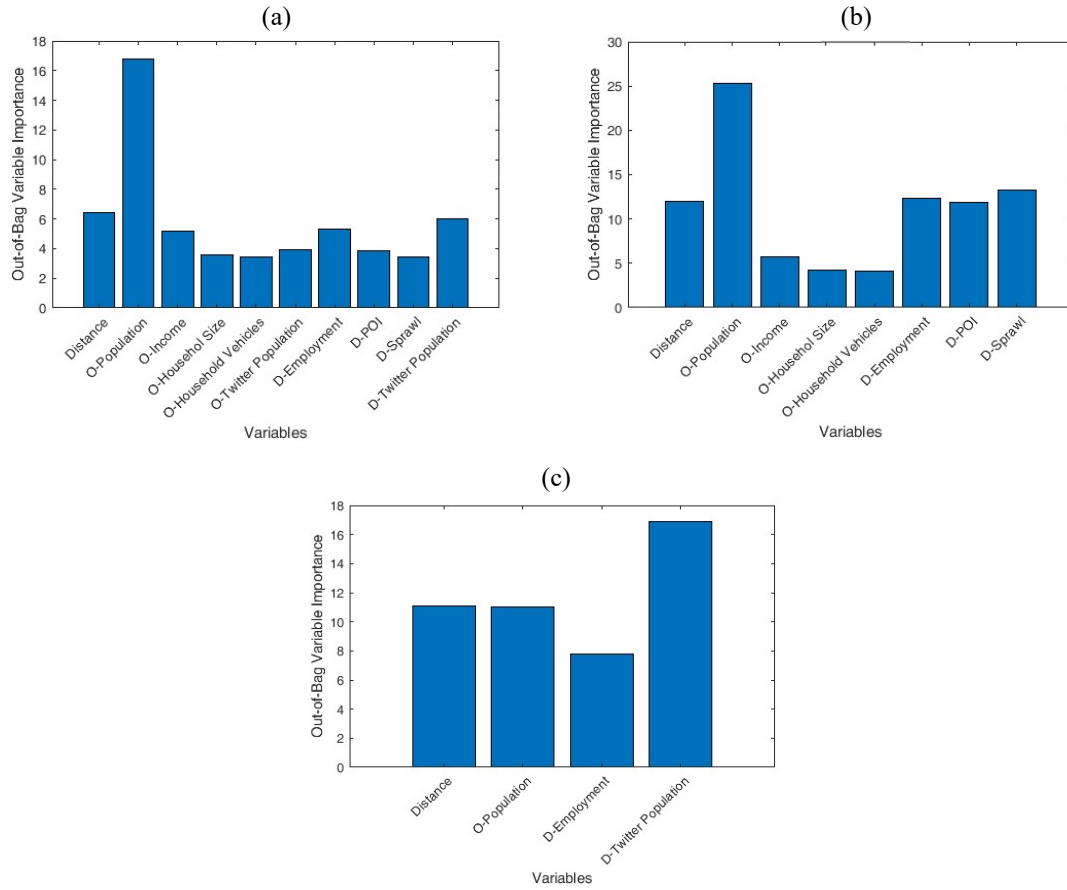 (a)
18
16
14
12
10
8
6
4
2
0
Out-of-Bag Variable Importance
Distance
O-Population
O-Income
O-Househol Size
O-Household Vehicles
O-Twitter Population
D-Employment
D-POI
D-Sprawl
D-Twitter Population
Variables
(b)
30
25
20
15
10
5
0
Out-of-Bag Variable Importance
Distance
O-Population
O-Income
O-Househol Size
O-Household Vehicles
D-Employment
D-POI
D-Sprawl
Variables
(c)
18
16
14
12
10
8
6
4
2
0
Out-of-Bag Variable Importance
Distance
O-Population
D-Employment
D-Twitter Population
Variables